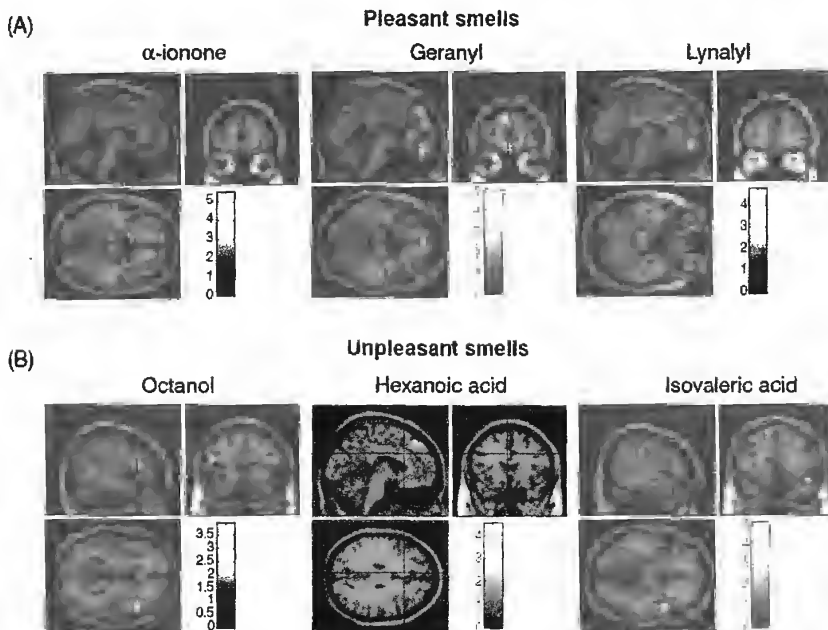 (A)
Pleasant smells
α-ionone
Geranyl
Lynalyl
5
4
3
2
1
0
4
3
2
1
0
(B)
Unpleasant smells
Octanol
Hexanoic acid
Isovaleric acid
3.5
3
2.5
2
1.5
1
0.5
0